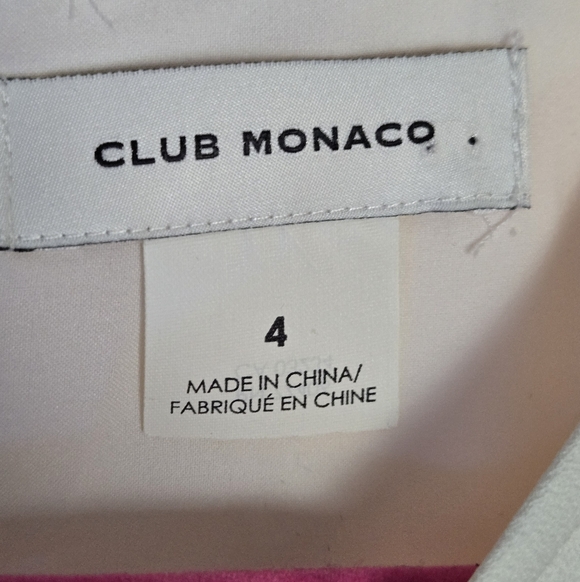 CLUB MONACO
4
MADE IN CHINA/
FABRIQUÉ EN CHINE